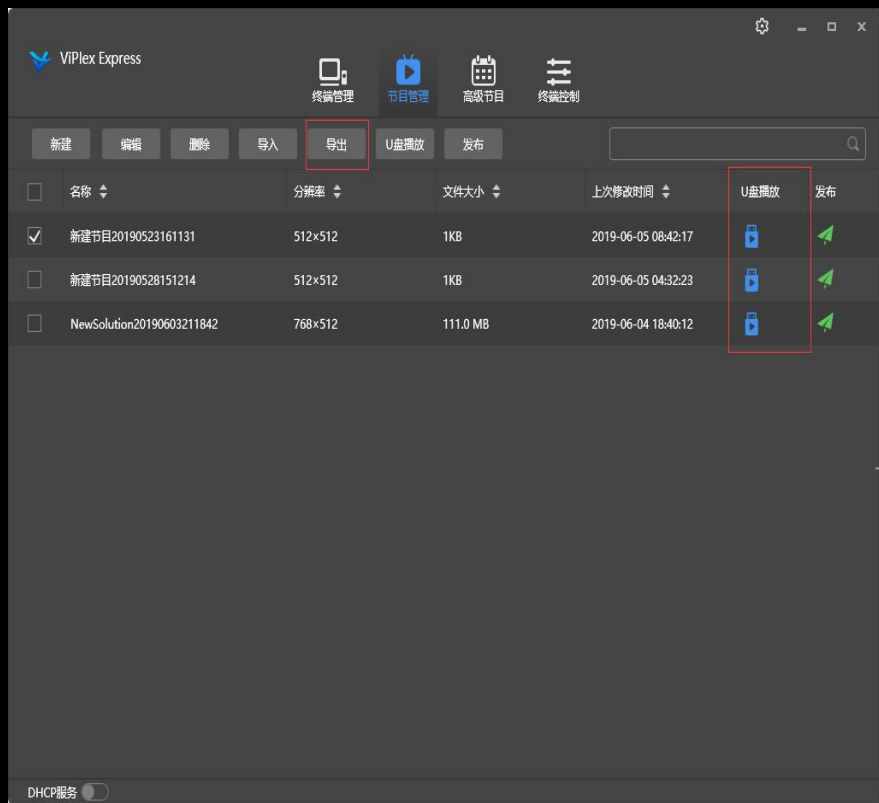 ViPlex Express
终端管理 节目管理 高级节目 终端控制
新建 编辑 删除 导入 导出 U盘播放 发布
名称 分辨率 文件大小 上次修改时间 U盘播放 发布
新建节目20190523161131 512×512 1KB 2019-06-05 08:42:17
新建节目20190528151214 512×512 1KB 2019-06-05 04:32:23
NewSolution20190603211842 768×512 111.0 MB 2019-06-04 18:40:12
DHCP服务